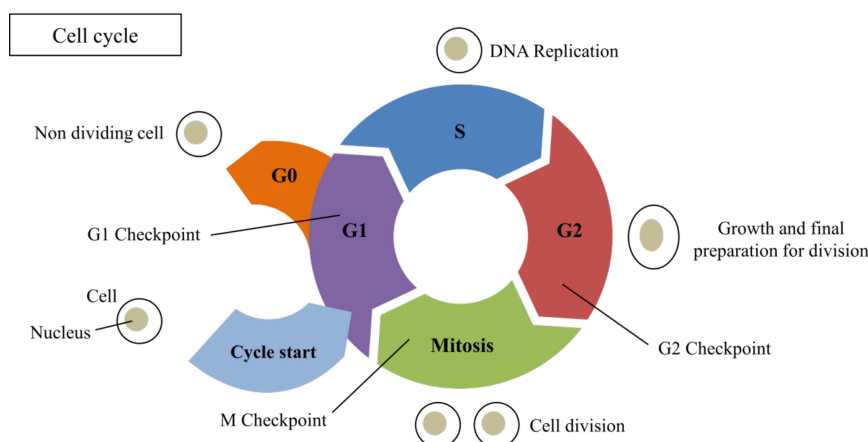 Cell cycle
DNA Replication
Non dividing cell
S
G0
G1 Checkpoint
G1
G2
Growth and final
preparation for division
Cell
Nucleus
Cycle start
Mitosis
G2 Checkpoint
M Checkpoint
Cell division